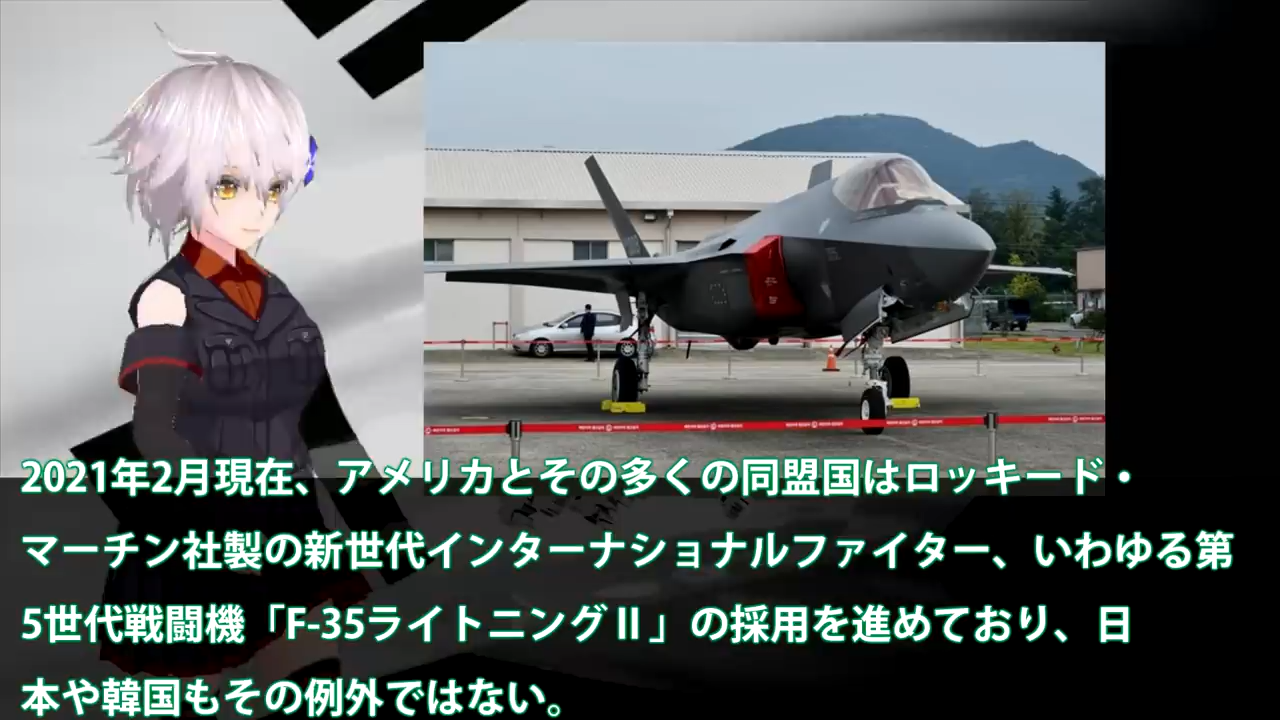 2021年2月現在、アメリカとその多くの同盟国はロッキード・
マーチン社製の新世代インターナショナルファイター、いわゆる第
5世代戦闘機「F-35ライトニングⅡ」の採用を進めており、日
本や韓国もその例外ではない。